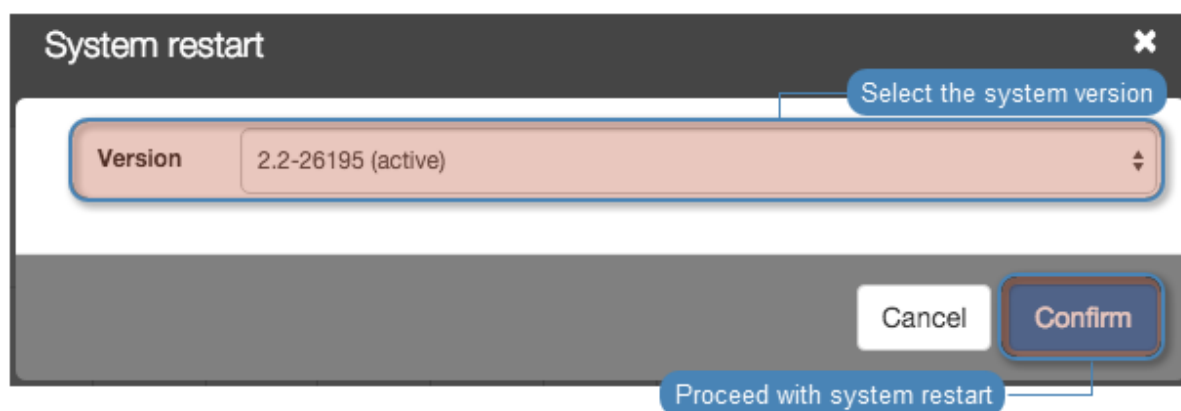 System restart
Select the system version
Version 2.2-26195 (active)
Cancel Confirm
Proceed with system restart